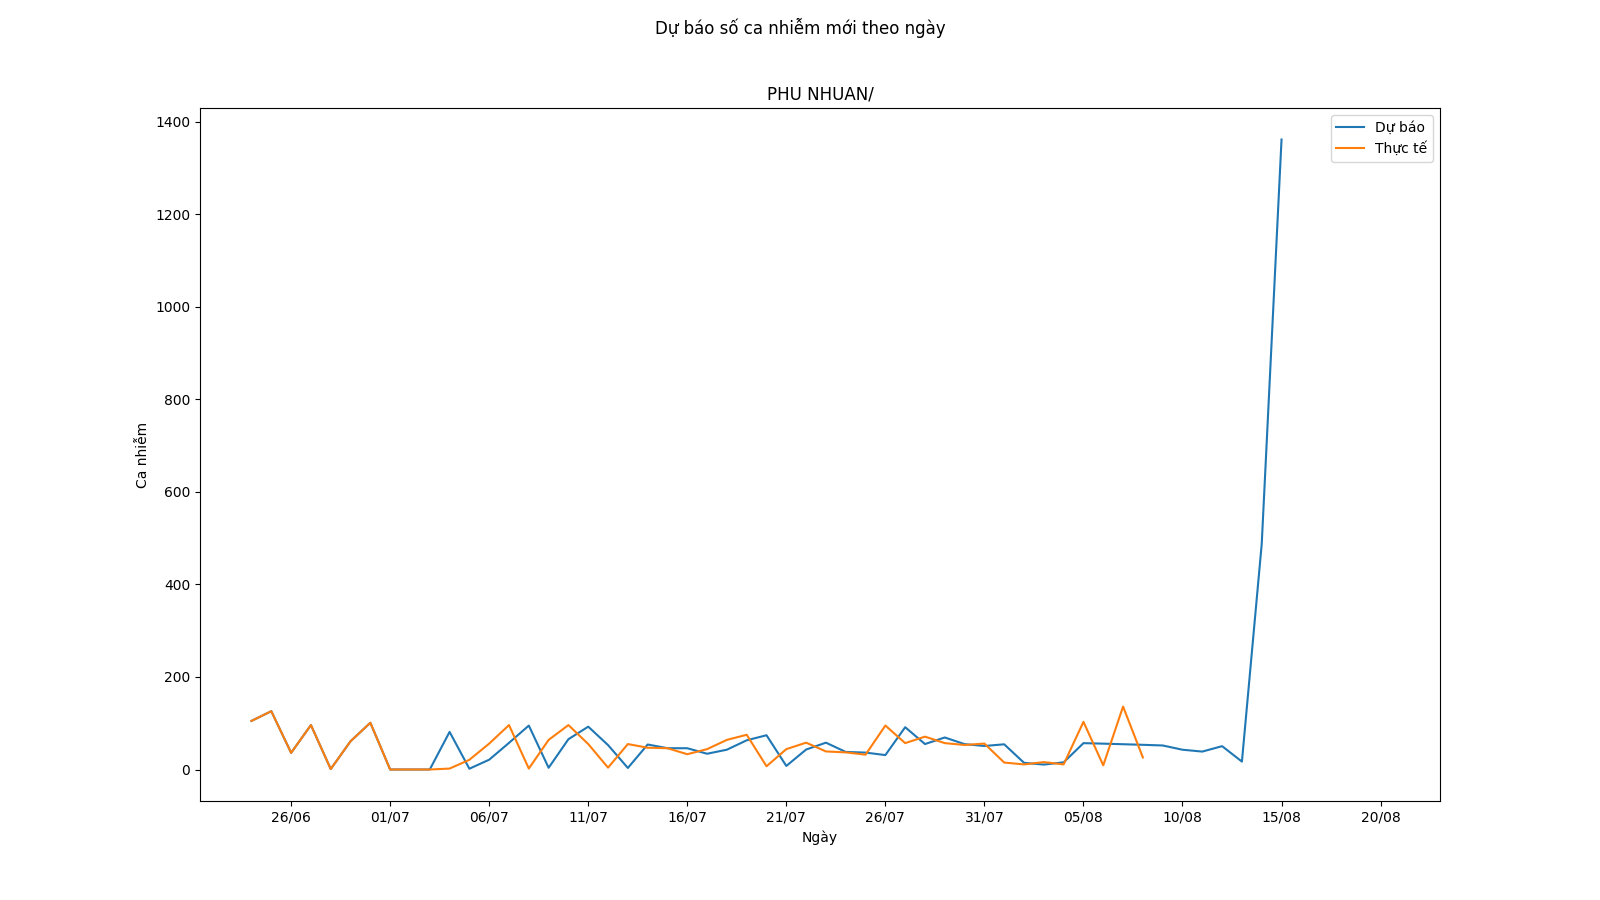 Dự báo số ca nhiễm mới theo ngày
PHU NHUAN/
Dự báo
Thực tế
Ca nhiễm
1400
1200
1000
800
600
400
200
0
26/06 01/07 06/07 11/07 16/07 21/07 26/07 31/07 05/08 10/08 15/08 20/08
Ngày